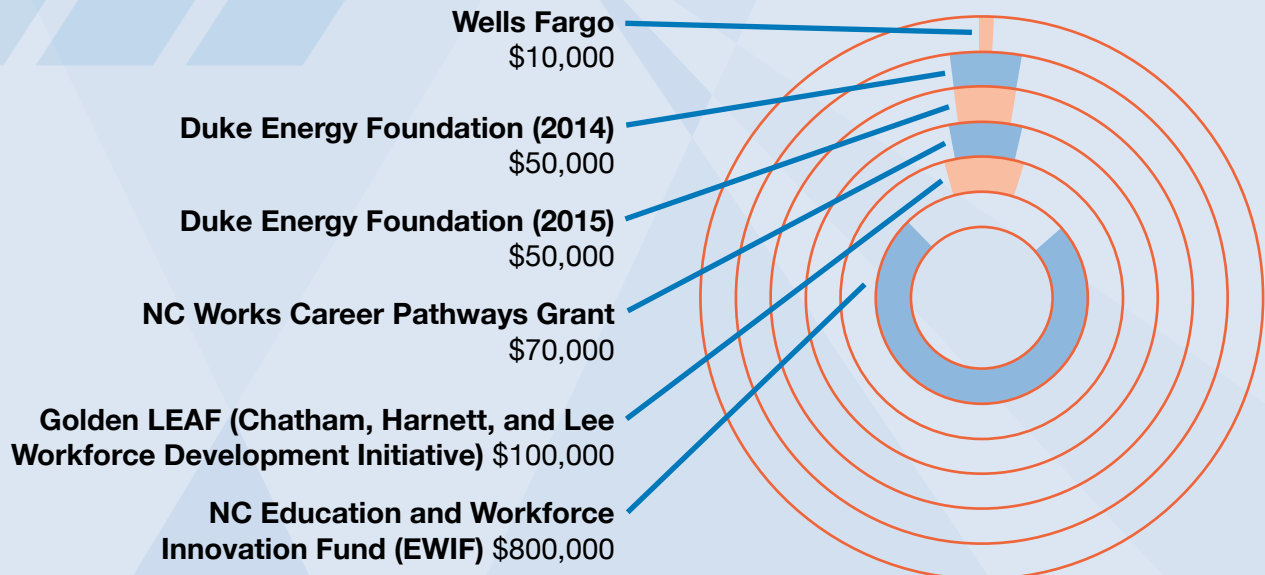 Wells Fargo
$10,000
Duke Energy Foundation (2014)
$50,000
Duke Energy Foundation (2015)
$50,000
NC Works Career Pathways Grant
$70,000
Golden LEAF (Chatham, Harnett, and Lee
Workforce Development Initiative) $100,000
NC Education and Workforce
Innovation Fund (EWIF) $800,000